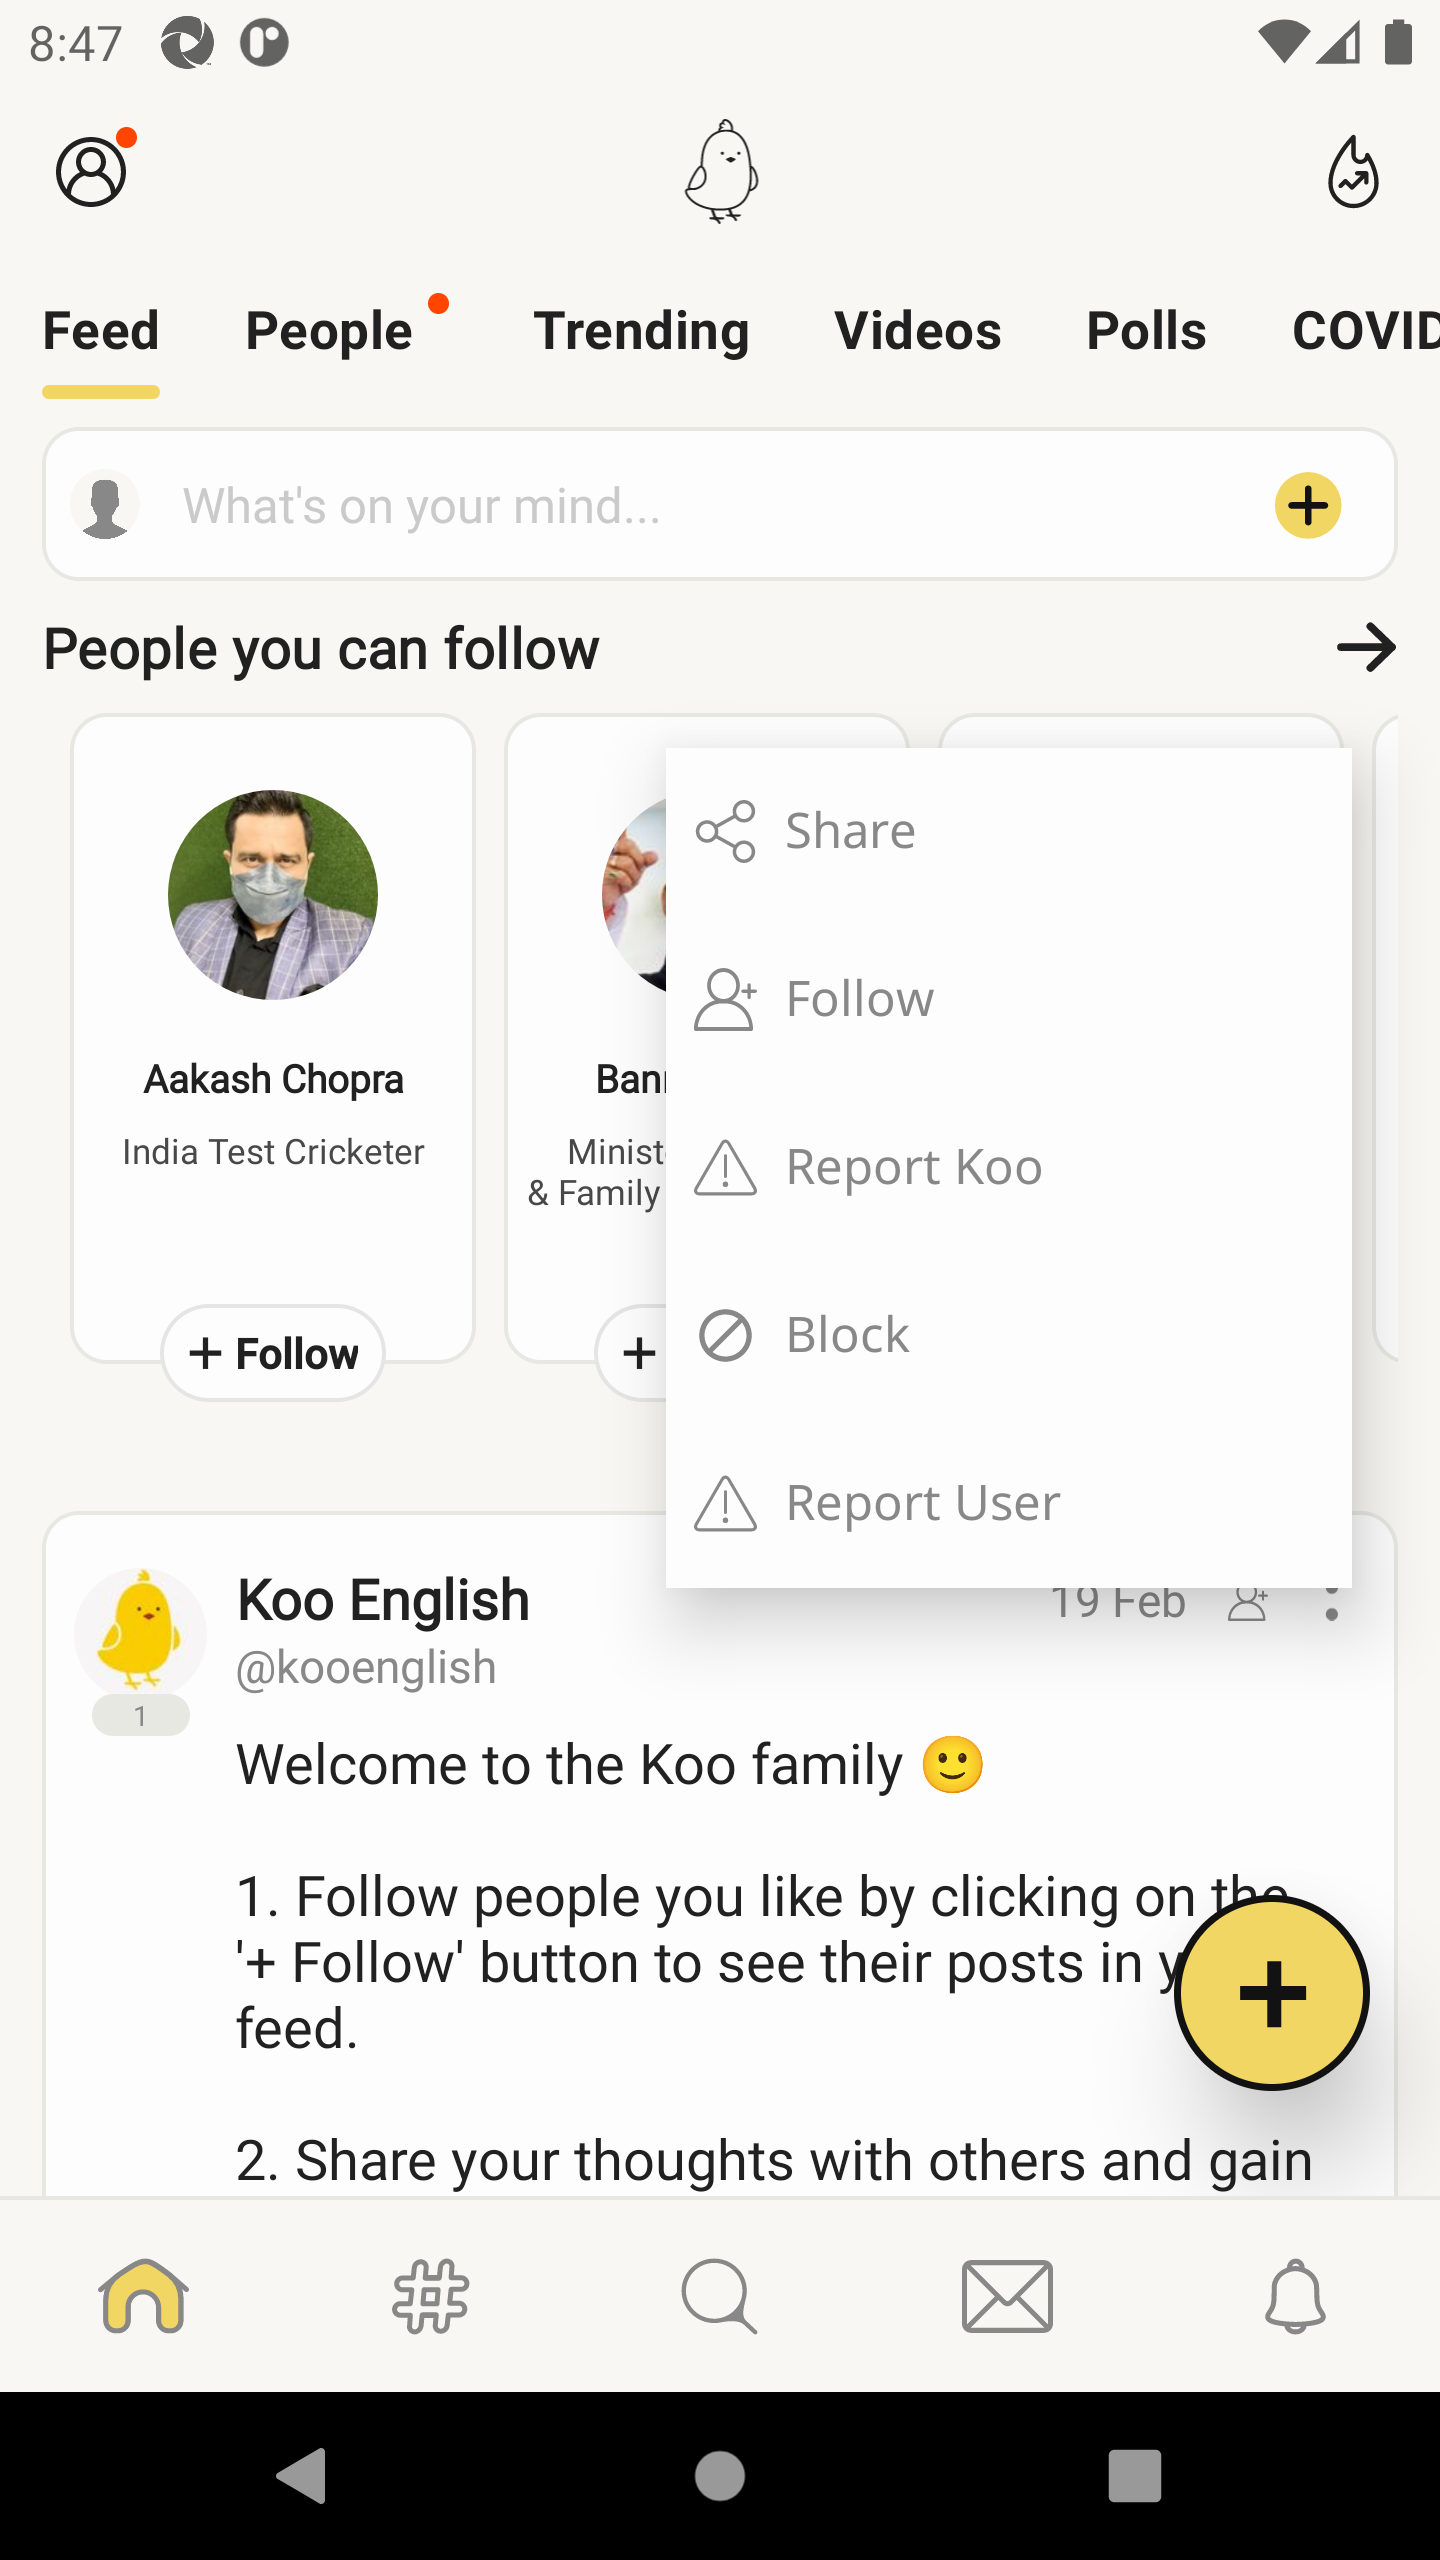 8:47
Feed People Trending Videos Polls COVID
What's on your mind...
People you can follow
Share
Follow
Aakash Chopra
India Test Cricketer
& Family
Report Koo
Block
+ Follow
+
Report User
Koo English
19 Feb
@kooenglish
1
Welcome to the Koo family 🙂
1. Follow people you like by clicking on the
'+ Follow' button to see their posts in
feed.
2. Share your thoughts with others and gain